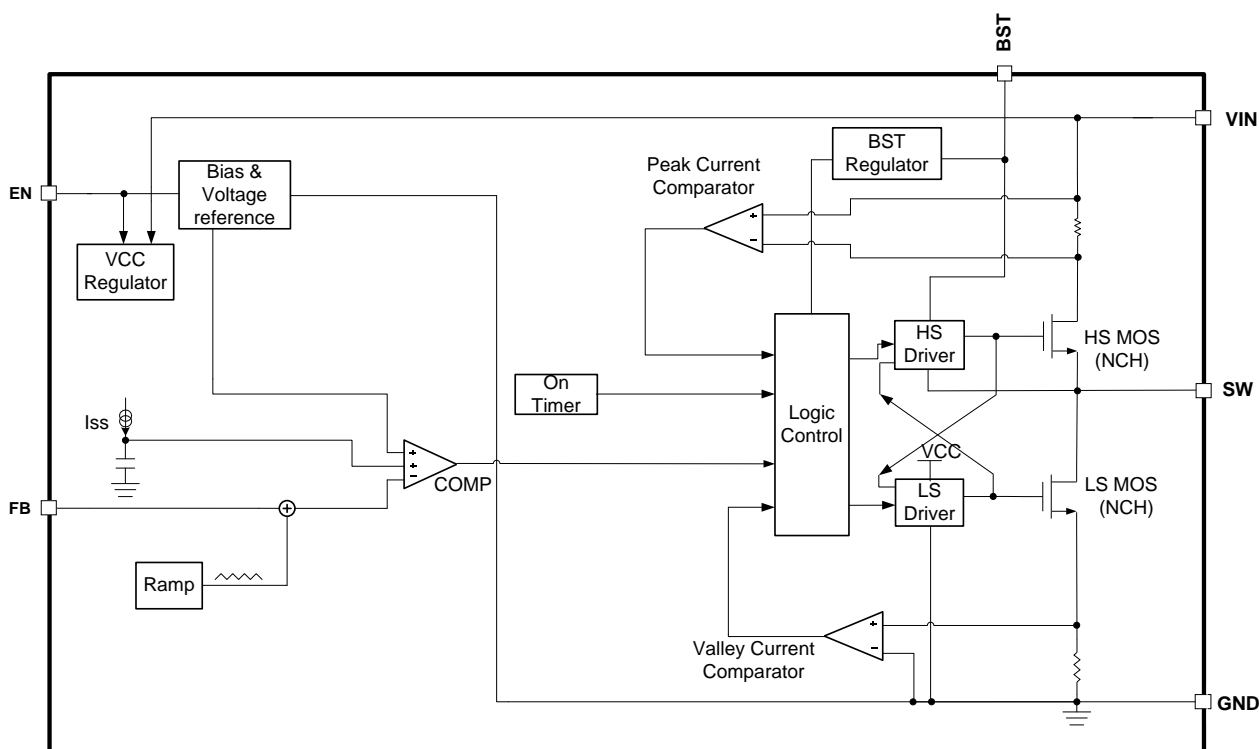 BST
VIN
BST
Regulator
Peak Current
Comparator
Bias &
Voltage
reference
EN
VCC
Regulator
+
−
HS
Driver
HS MOS
(NCH)
On
Timer
SW
Logic
Control
Iss
VCC
+
+
−
COMP
LS
Driver
LS MOS
(NCH)
FB
+
Ramp
+
−
Valley Current
Comparator
GND